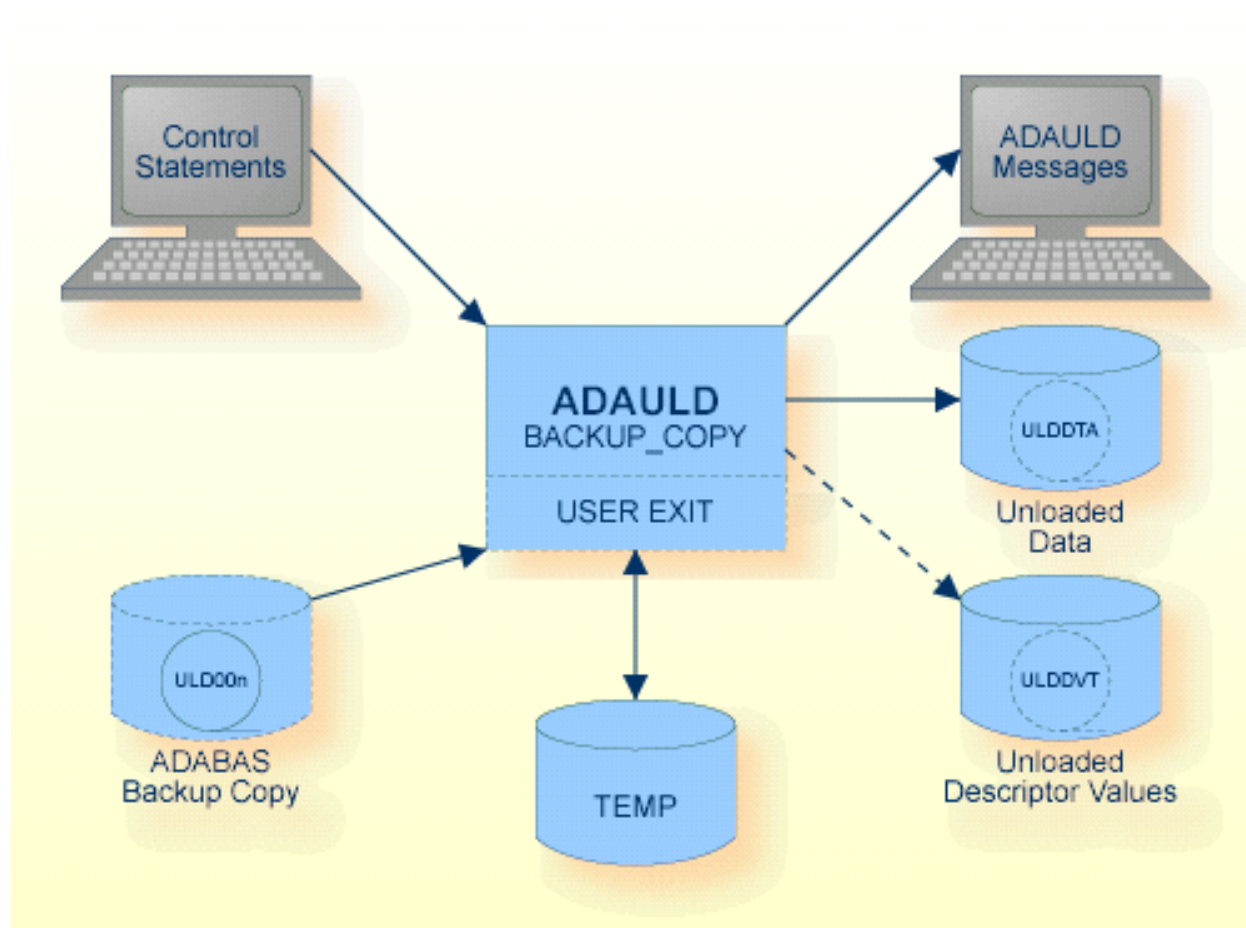 Control
Statements
ADAULD
Messages
ADAULD
BACKUP_COPY
USER EXIT
ULDDTA
Unloaded
Data
ULD00n
ADABAS
Backup Copy
TEMP
ULDDVT
Unloaded
Descriptor Values